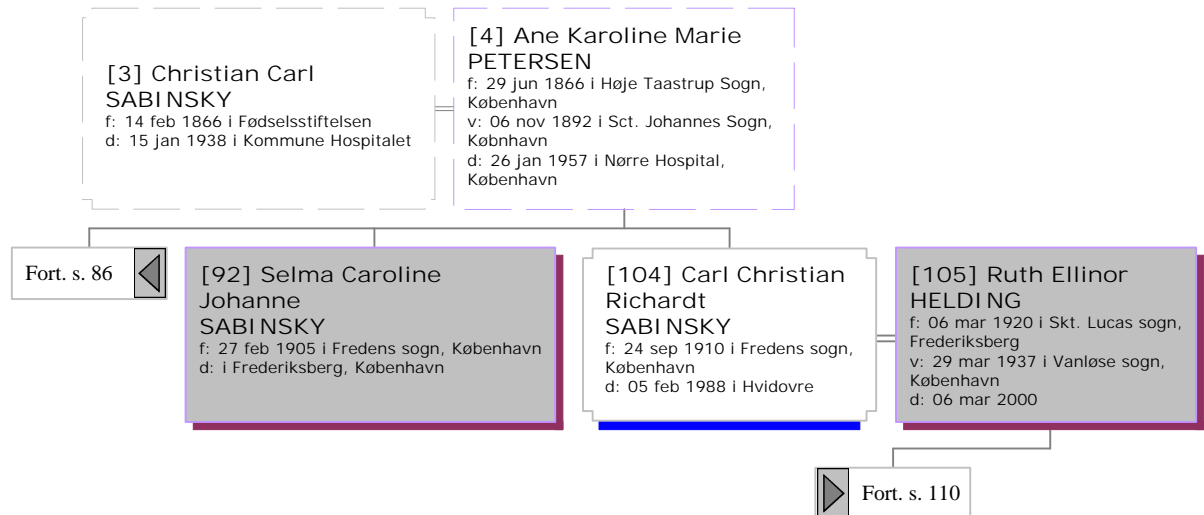 [3] Christian Carl
SABINSKY
f: 14 feb 1866 i Fødselsstiftelsen
d: 15 jan 1938 i Kommune Hospitalet
[4] Ane Karoline Marie
PETERSEN
f: 29 jun 1866 i Høje Taastrup Sogn,
København
v: 06 nov 1892 i Sct. Johannes Sogn,
Købnhavn
d: 26 jan 1957 i Nørre Hospital,
København
Fort. s. 86
[92] Selma Caroline
Johanne
SABINSKY
f: 27 feb 1905 i Fredens sogn, København
d: i Frederiksberg, København
[104] Carl Christian
Richardt
SABINSKY
f: 24 sep 1910 i Fredens sogn,
København
d: 05 feb 1988 i Hvidovre
[105] Ruth Ellinor
HELDING
f: 06 mar 1920 i Skt. Lucas sogn,
Frederiksberg
v: 29 mar 1937 i Vanløse sogn,
København
d: 06 mar 2000
Fort. s. 110